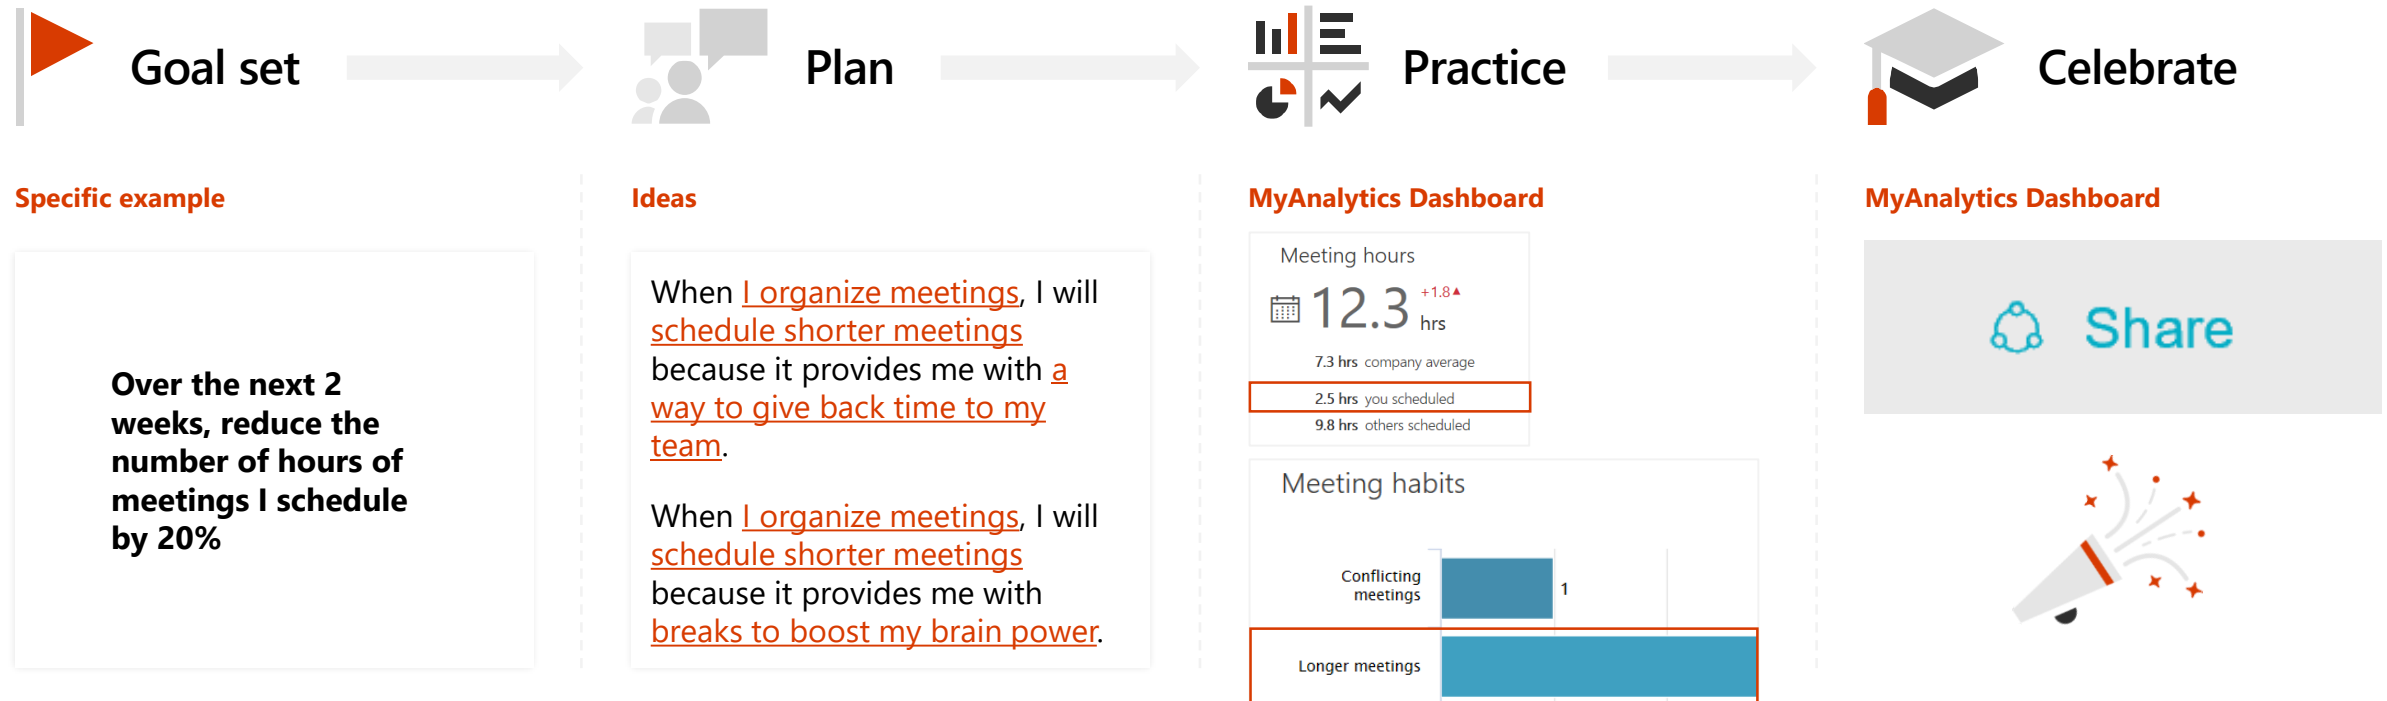 Goal set
Plan
Practice
Celebrate
Specific example
Over the next 2
weeks, reduce the
number of hours of
meetings I schedule
by 20%
Ideas
When I organize meetings, I will
schedule shorter meetings
because it provides me with a
way to give back time to my
team.
When I organize meetings, I will
schedule shorter meetings
because it provides me with
breaks to boost my brain power.
MyAnalytics Dashboard
Meeting hours
12.3 hrs +1.8▲
7.3 hrs company average
2.5 hrs you scheduled
9.8 hrs others scheduled
Meeting habits
Conflicting
meetings
1
Longer meetings
MyAnalytics Dashboard
Share